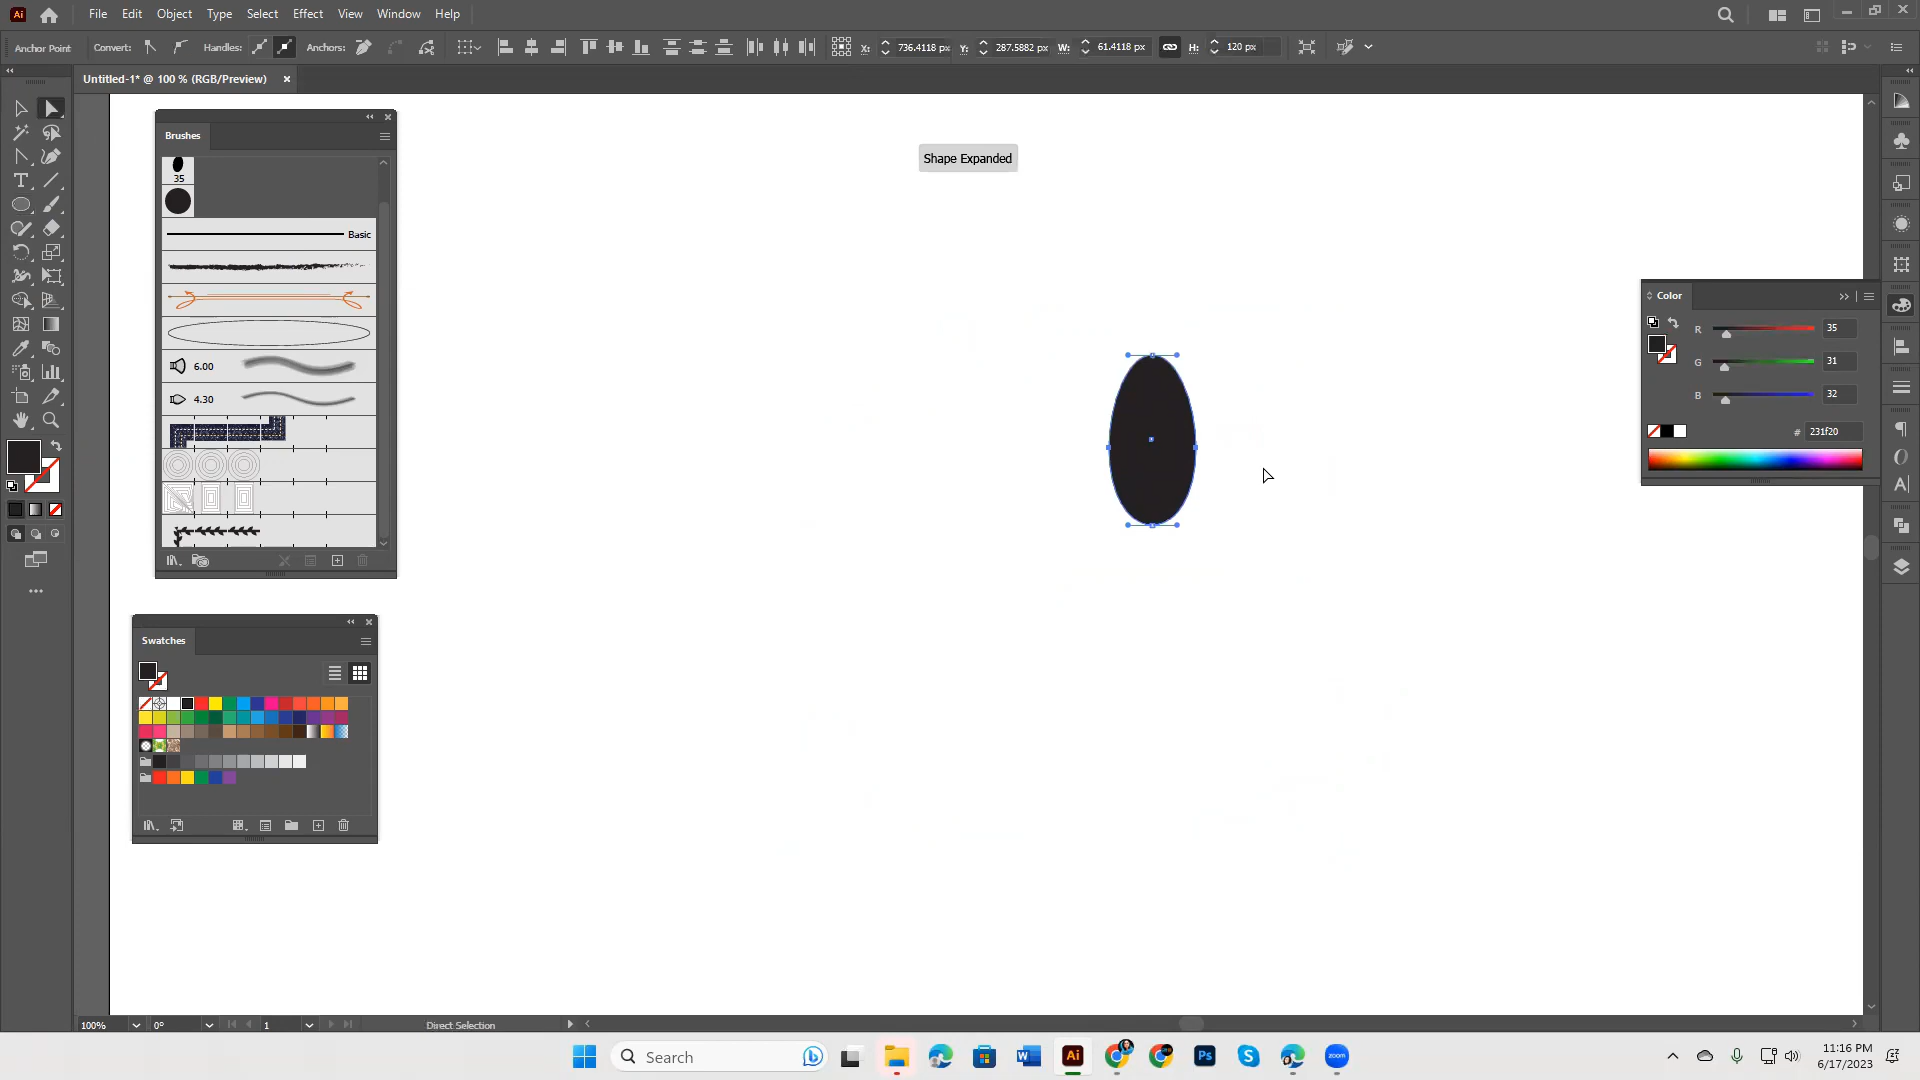 Ai File Edit Object Type Select Effect View Window Help
Anchor Point Convert: Handles: Anchors: X: 736.4118 px Y: 287.5882 px W: 61.4118 px H: 120 px
Untitled-1* @ 100 % (RGB/Preview)
Brushes
35
Basic
6.00
4.30
Shape Expanded
Color
R 35
G 31
B 32
# 231f20
Swatches
100% 0° 1 Direct Selection
Search W Ai Ps S zoom
11:16 PM
6/17/2023